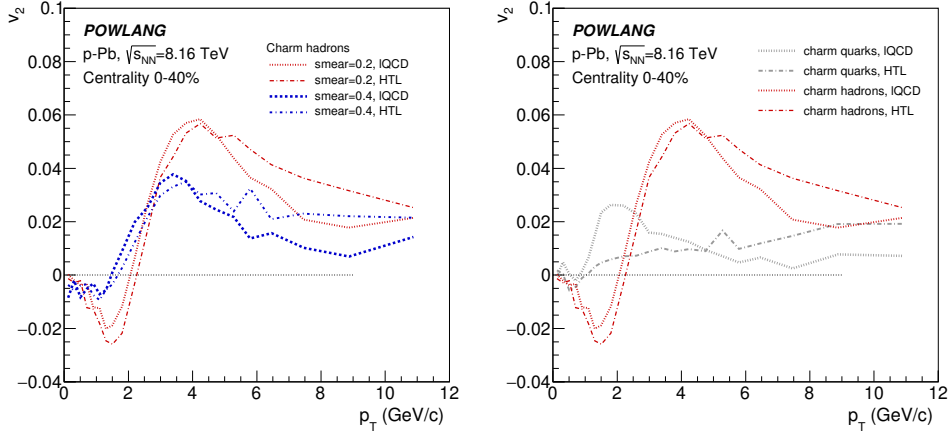 v2
0.1
0.08
0.06
0.04
0.02
0
−0.02
−0.04
POWLANG
p-Pb, √sNN=8.16 TeV
Centrality 0-40%
Charm hadrons
smear=0.2, lQCD
smear=0.2, HTL
smear=0.4, lQCD
smear=0.4, HTL
0 2 4 6 8 10 12
pT (GeV/c)
v2
0.1
0.08
0.06
0.04
0.02
0
−0.02
−0.04
POWLANG
p-Pb, √sNN=8.16 TeV
Centrality 0-40%
charm quarks, lQCD
charm quarks, HTL
charm hadrons, lQCD
charm hadrons, HTL
0 2 4 6 8 10 12
pT (GeV/c)